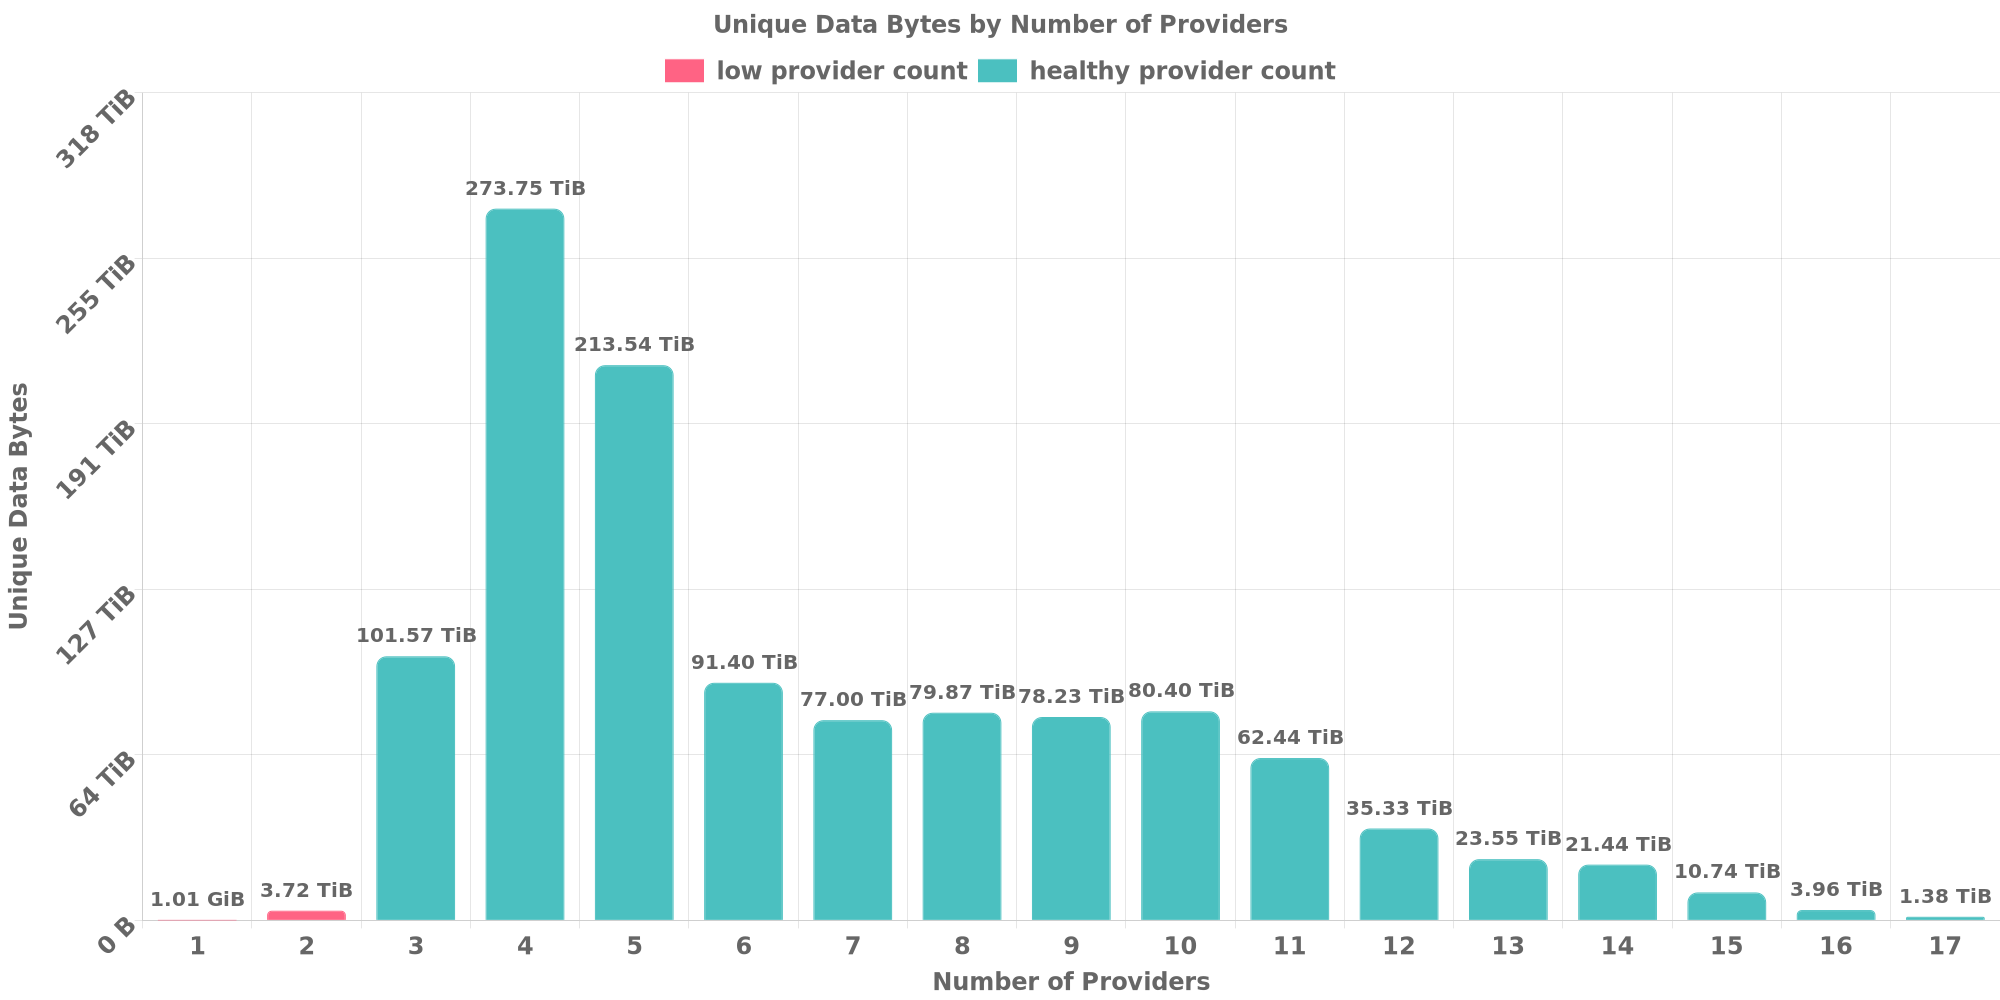 Unique Data Bytes by Number of Providers
low provider count
healthy provider count
318 TiB
255 TiB
191 TiB
127 TiB
64 TiB
0 B
Unique Data Bytes
1.01 GiB
3.72 TiB
101.57 TiB
273.75 TiB
213.54 TiB
91.40 TiB
77.00 TiB
79.87 TiB
78.23 TiB
80.40 TiB
62.44 TiB
35.33 TiB
23.55 TiB
21.44 TiB
10.74 TiB
3.96 TiB
1.38 TiB
1 2 3 4 5 6 7 8 9 10 11 12 13 14 15 16 17
Number of Providers